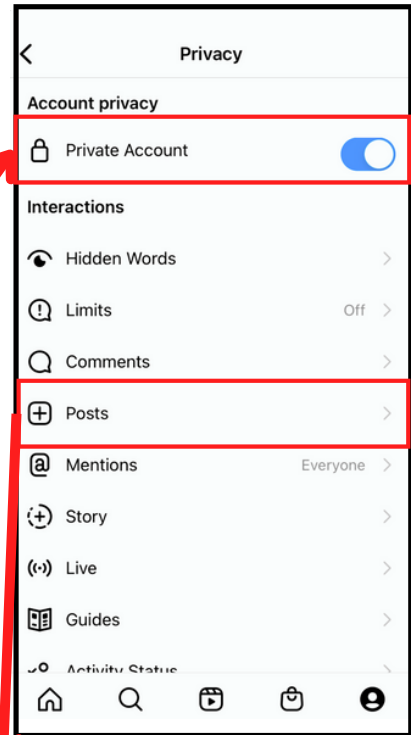 Privacy
Account privacy
Private Account
Interactions
Hidden Words
Limits Off
Comments
Posts
Mentions Everyone
Story
Live
Guides
Activity Status